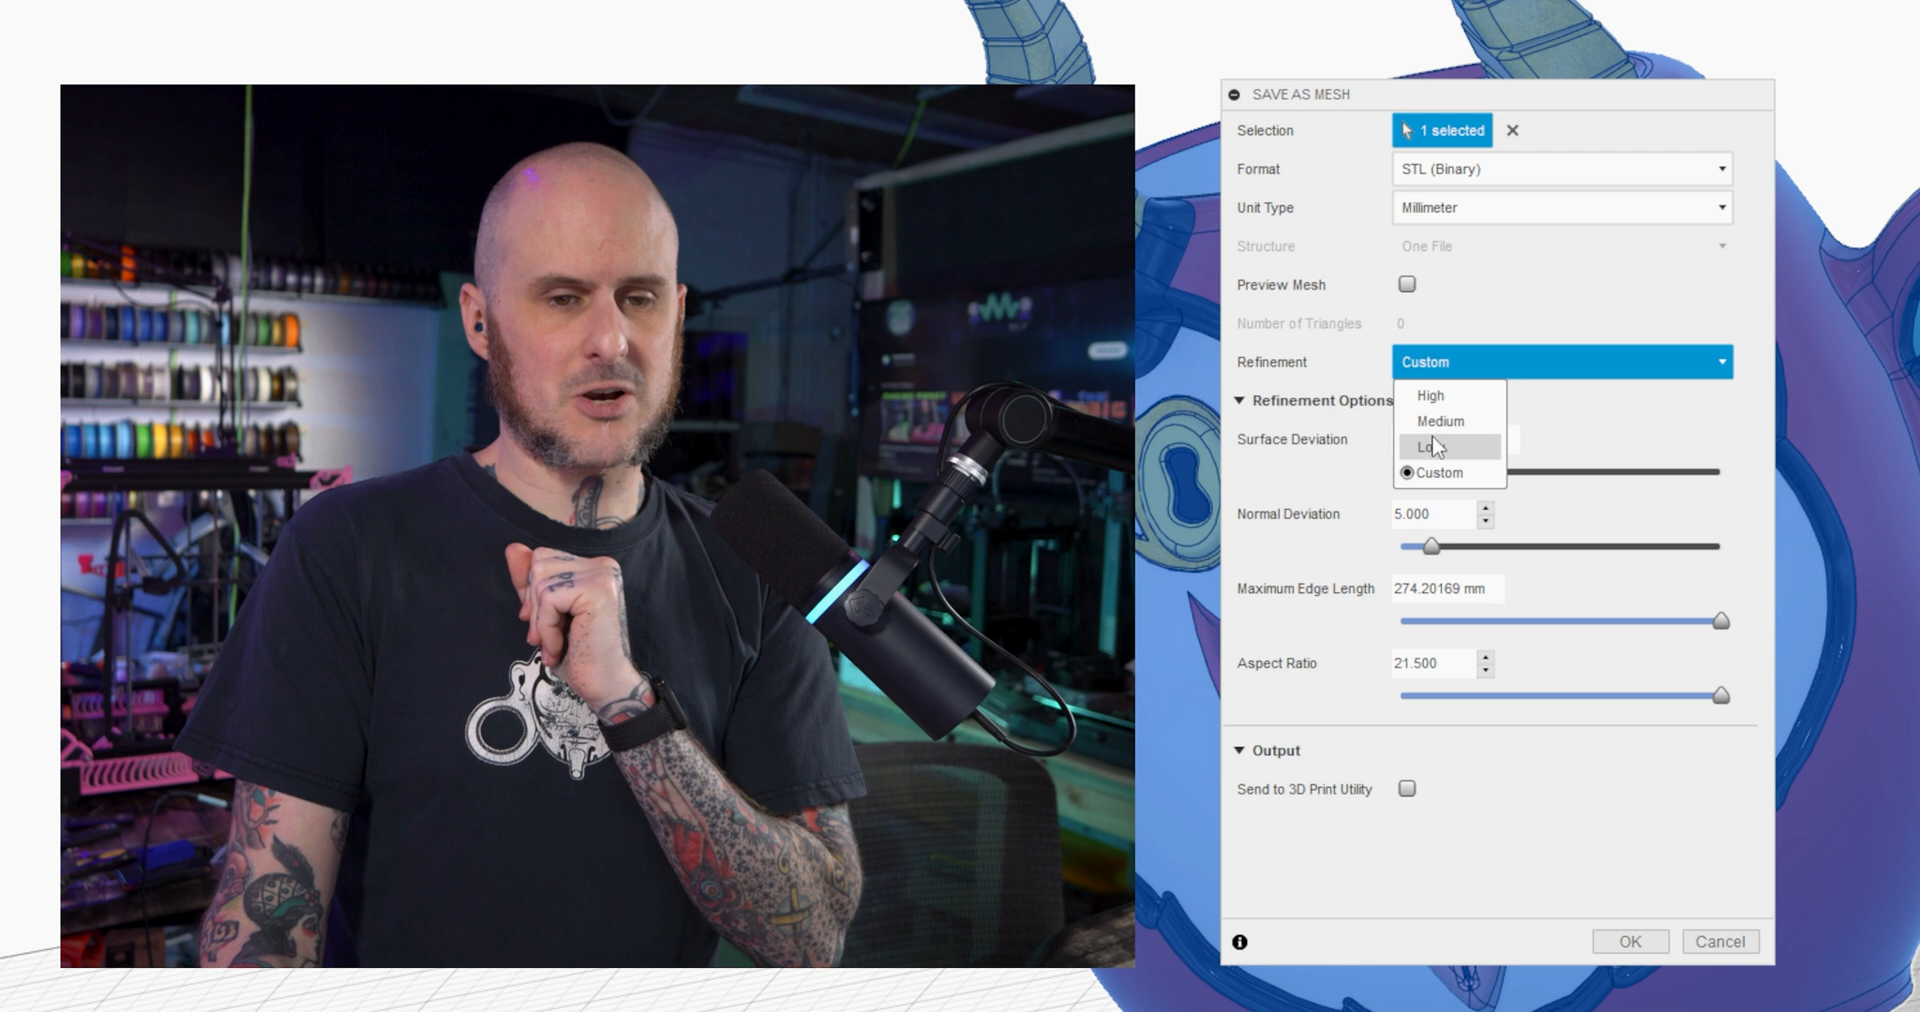 SAVE AS MESH
Selection
1 selected
Format
STL (Binary)
Unit Type
Millimeter
Structure
One File
Preview Mesh
Number of Triangles
0
Refinement
Custom
High
Medium
Custom
Refinement Options
Surface Deviation
Normal Deviation
5.000
Maximum Edge Length
274.20169 mm
Aspect Ratio
21.500
Output
Send to 3D Print Utility
OK
Cancel